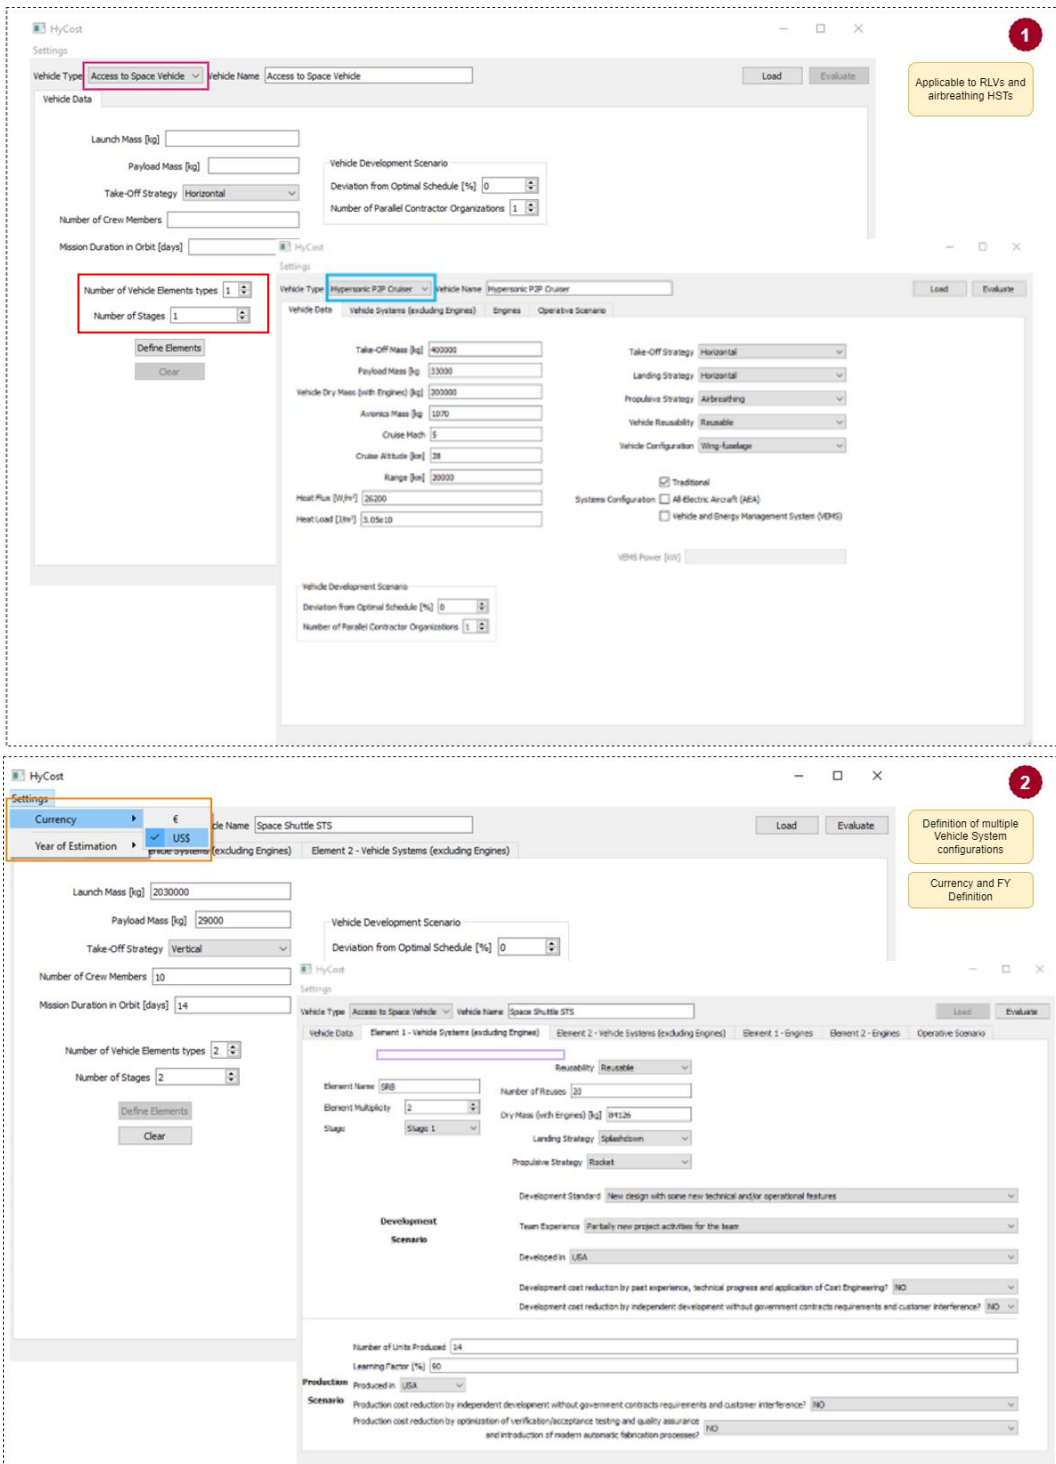 HyCost
1
Settings
Vehicle Type Access to Space Vehicle Vehicle Name Access to Space Vehicle Load Evaluate
Applicable to RLVs and
airbreathing HSTs
Vehicle Data
Launch Mass [kg]
Payload Mass [kg]
Take-Off Strategy Horizontal
Number of Crew Members
Mission Duration in Orbit [days]
Vehicle Development Scenario
Deviation from Optimal Schedule [%] 0
Number of Parallel Contractor Organizations 1
Number of Vehicle Elements types 1
Number of Stages 1
Define Elements
Clear
HyCost
Settings
Vehicle Type Hypersonic P2P Cruiser Vehicle Name Hypersonic P2P Cruiser Load Evaluate
Vehicle Data Vehicle Systems (excluding Engines) Engines Operative Scenario
Take-Off Mass [kg] 400000
Payload Mass [kg 33000
Vehicle Dry Mass (with Engines) [kg] 200000
Avionics Mass [kg 1070
Cruise Mach 5
Cruise Altitude [km] 28
Range [km] 20000
Heat Flux [W/m²] 26200
Heat Load [J/m²] 3.05e10
Take-Off Strategy Horizontal
Landing Strategy Horizontal
Propulsive Strategy Airbreathing
Vehicle Reusability Reusable
Vehicle Configuration Wing-fuselage
Traditional
Systems Configuration All-Electric Aircraft (AEA)
Vehicle and Energy Management System (VEMS)
VEMS Power [kW]
Vehicle Development Scenario
Deviation from Optimal Schedule [%] 0
Number of Parallel Contractor Organizations 1
HyCost
2
Settings
Currency €
US$
Year of Estimation
cle Name Space Shuttle STS Load Evaluate
ehicle Systems (excluding Engines) Element 2 - Vehicle Systems (excluding Engines)
Definition of multiple
Vehicle System
configurations
Currency and FY
Definition
Launch Mass [kg] 2030000
Payload Mass [kg] 29000
Take-Off Strategy Vertical
Number of Crew Members 10
Mission Duration in Orbit [days] 14
Vehicle Development Scenario
Deviation from Optimal Schedule [%] 0
Number of Vehicle Elements types 2
Number of Stages 2
Define Elements
Clear
HyCost
Settings
Vehicle Type Access to Space Vehicle Vehicle Name Space Shuttle STS Load Evaluate
Vehicle Data Element 1 - Vehicle Systems (excluding Engines) Element 2 - Vehicle Systems (excluding Engines) Element 1 - Engines Element 2 - Engines Operative Scenario
Element Name SRB
Element Multiplicity 2
Stage Stage 1
Reusability Reusable
Number of Reuses 20
Dry Mass (with Engines) [kg] 84126
Landing Strategy Splashdown
Propulsive Strategy Rocket
Development
Scenario
Development Standard New design with some new technical and/or operational features
Team Experience Partially new project activities for the team
Developed in USA
Development cost reduction by past experience, technical progress and application of Cost Engineering? NO
Development cost reduction by independent development without government contracts requirements and customer interference? NO
Number of Units Produced 14
Learning Factor [%] 90
Production
Scenario
Produced in USA
Production cost reduction by independent development without government contracts requirements and customer interference? NO
Production cost reduction by optimization of verification/acceptance testing and quality assurance
and introduction of modern automatic fabrication processes? NO